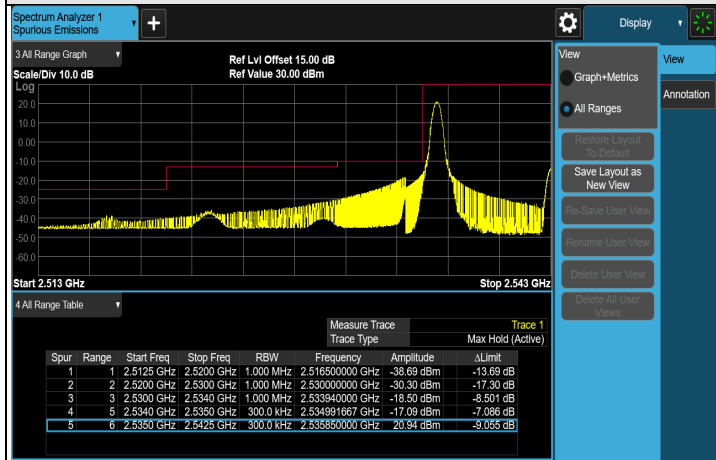 Spectrum Analyzer 1
Spurious Emissions
+
Display
3 All Range Graph
Ref Lvl Offset 15.00 dB
Scale/Div 10.0 dB
Ref Value 30.00 dBm
Log
20.0
10.0
0.00
-10.0
-20.0
-30.0
-40.0
-50.0
-60.0
Start 2.513 GHz
Stop 2.543 GHz
View
Graph+Metrics
All Ranges
Restore Layout
To Default
Save Layout as
New View
Re-Save User View
Rename User View
Delete User View
Delete All User
Views
View
Annotation
4 All Range Table
Measure Trace Trace 1
Trace Type Max Hold (Active)
Spur Range Start Freq Stop Freq RBW Frequency Amplitude ΔLimit
1 1 2.5125 GHz 2.5200 GHz 1.000 MHz 2.516500000 GHz -38.69 dBm -13.69 dB
2 2 2.5200 GHz 2.5300 GHz 1.000 MHz 2.530000000 GHz -30.30 dBm -17.30 dB
3 3 2.5300 GHz 2.5340 GHz 1.000 MHz 2.533940000 GHz -18.50 dBm -8.501 dB
4 5 2.5340 GHz 2.5350 GHz 300.0 kHz 2.534991667 GHz -17.09 dBm -7.086 dB
5 6 2.5350 GHz 2.5425 GHz 300.0 kHz 2.535850000 GHz 20.94 dBm -9.055 dB